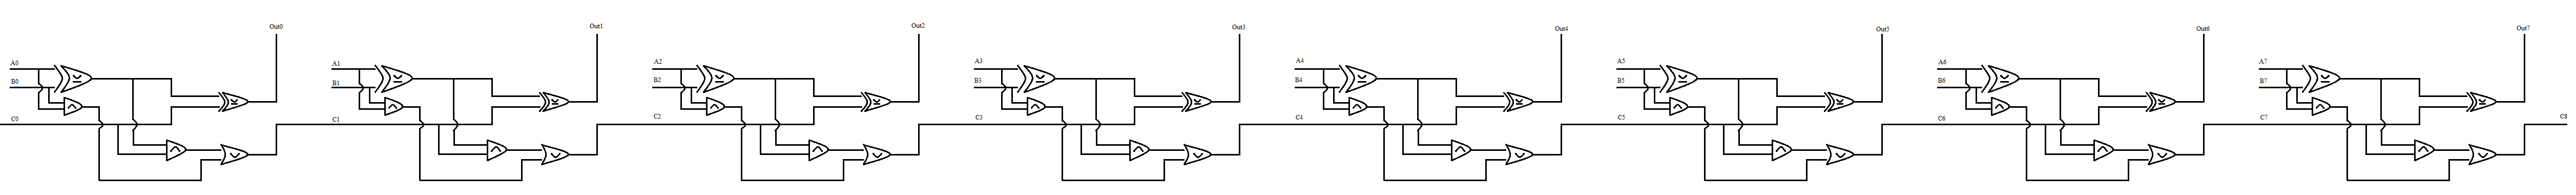 Out0 Out1 Out2 Out3 Out4 Out5 Out6 Out7
A0 A1 A2 A3 A4 A5 A6 A7
B0 B1 B2 B3 B4 B5 B6 B7
C0 C1 C2 C3 C4 C5 C6 C7 C8